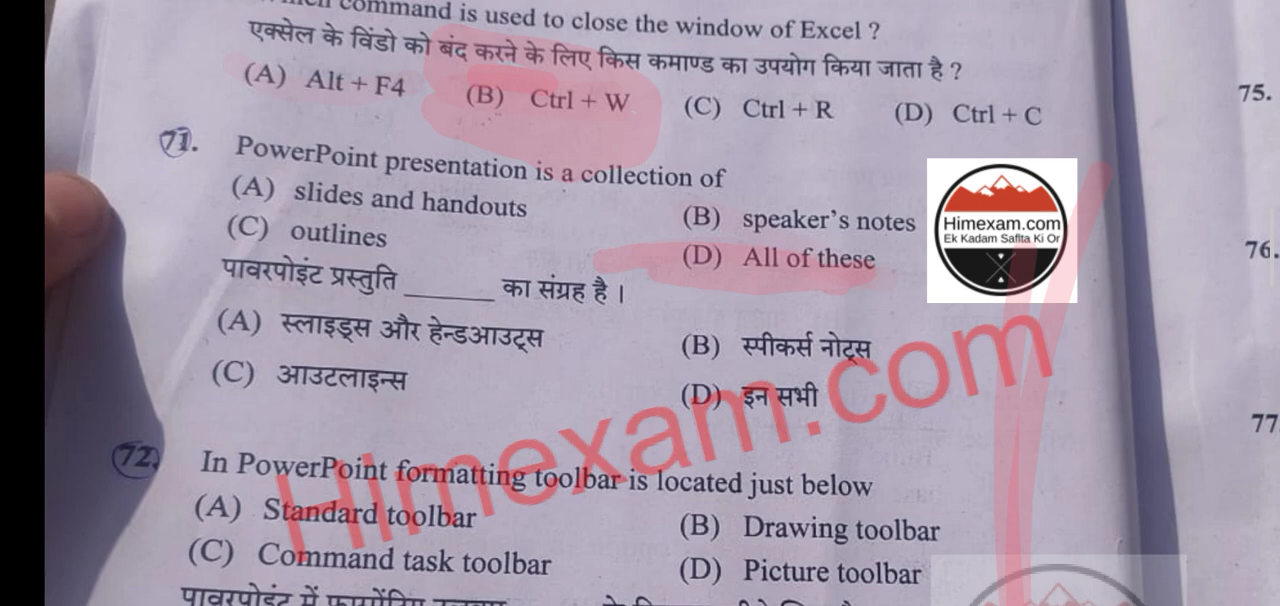 command is used to close the window of Excel ?
एक्सेल के विंडो को बंद करने के लिए किस कमाण्ड का उपयोग किया जाता है ?
(A) Alt + F4 (B) Ctrl + W (C) Ctrl + R (D) Ctrl + C
75.
71. PowerPoint presentation is a collection of
(A) slides and handouts (B) speaker's notes
(C) outlines (D) All of these
Himexam.com
Ek Kadam Saflta Ki Or
76.
पावरपोइंट प्रस्तुति ______ का संग्रह है ।
(A) स्लाइड्स और हेन्डआउट्स (B) स्पीकर्स नोट्स
(C) आउटलाइन्स (D) इन सभी
Himexam.com
77
72. In PowerPoint formatting toolbar is located just below
(A) Standard toolbar (B) Drawing toolbar
(C) Command task toolbar (D) Picture toolbar
पावरपोइंट में